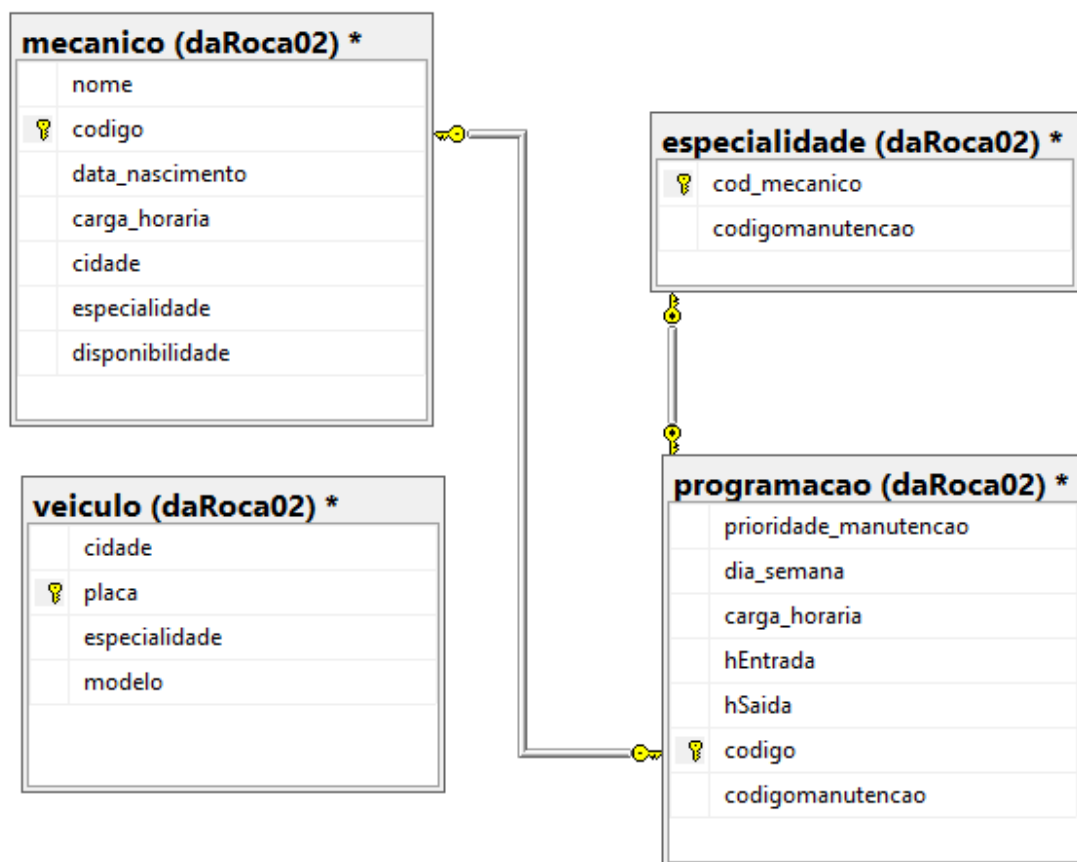 mecanico (daRoca02) *
nome
codigo
data_nascimento
carga_horaria
cidade
especialidade
disponibilidade
especialidade (daRoca02) *
cod_mecanico
codigomanutencao
veiculo (daRoca02) *
cidade
placa
especialidade
modelo
programacao (daRoca02) *
prioridade_manutencao
dia_semana
carga_horaria
hEntrada
hSaida
codigo
codigomanutencao